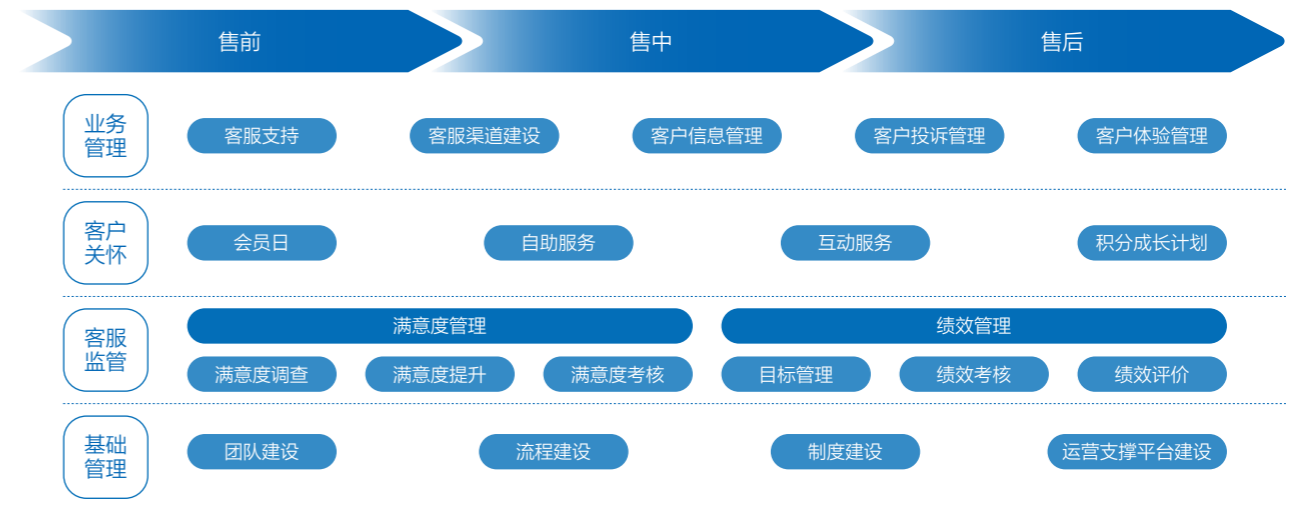 售前
售中
售后
业务
管理
客服支持
客服渠道建设
客户信息管理
客户投诉管理
客户体验管理
客户
关怀
会员日
自助服务
互动服务
积分成长计划
客服
监管
满意度管理
绩效管理
满意度调查
满意度提升
满意度考核
目标管理
绩效考核
绩效评价
基础
管理
团队建设
流程建设
制度建设
运营支撑平台建设